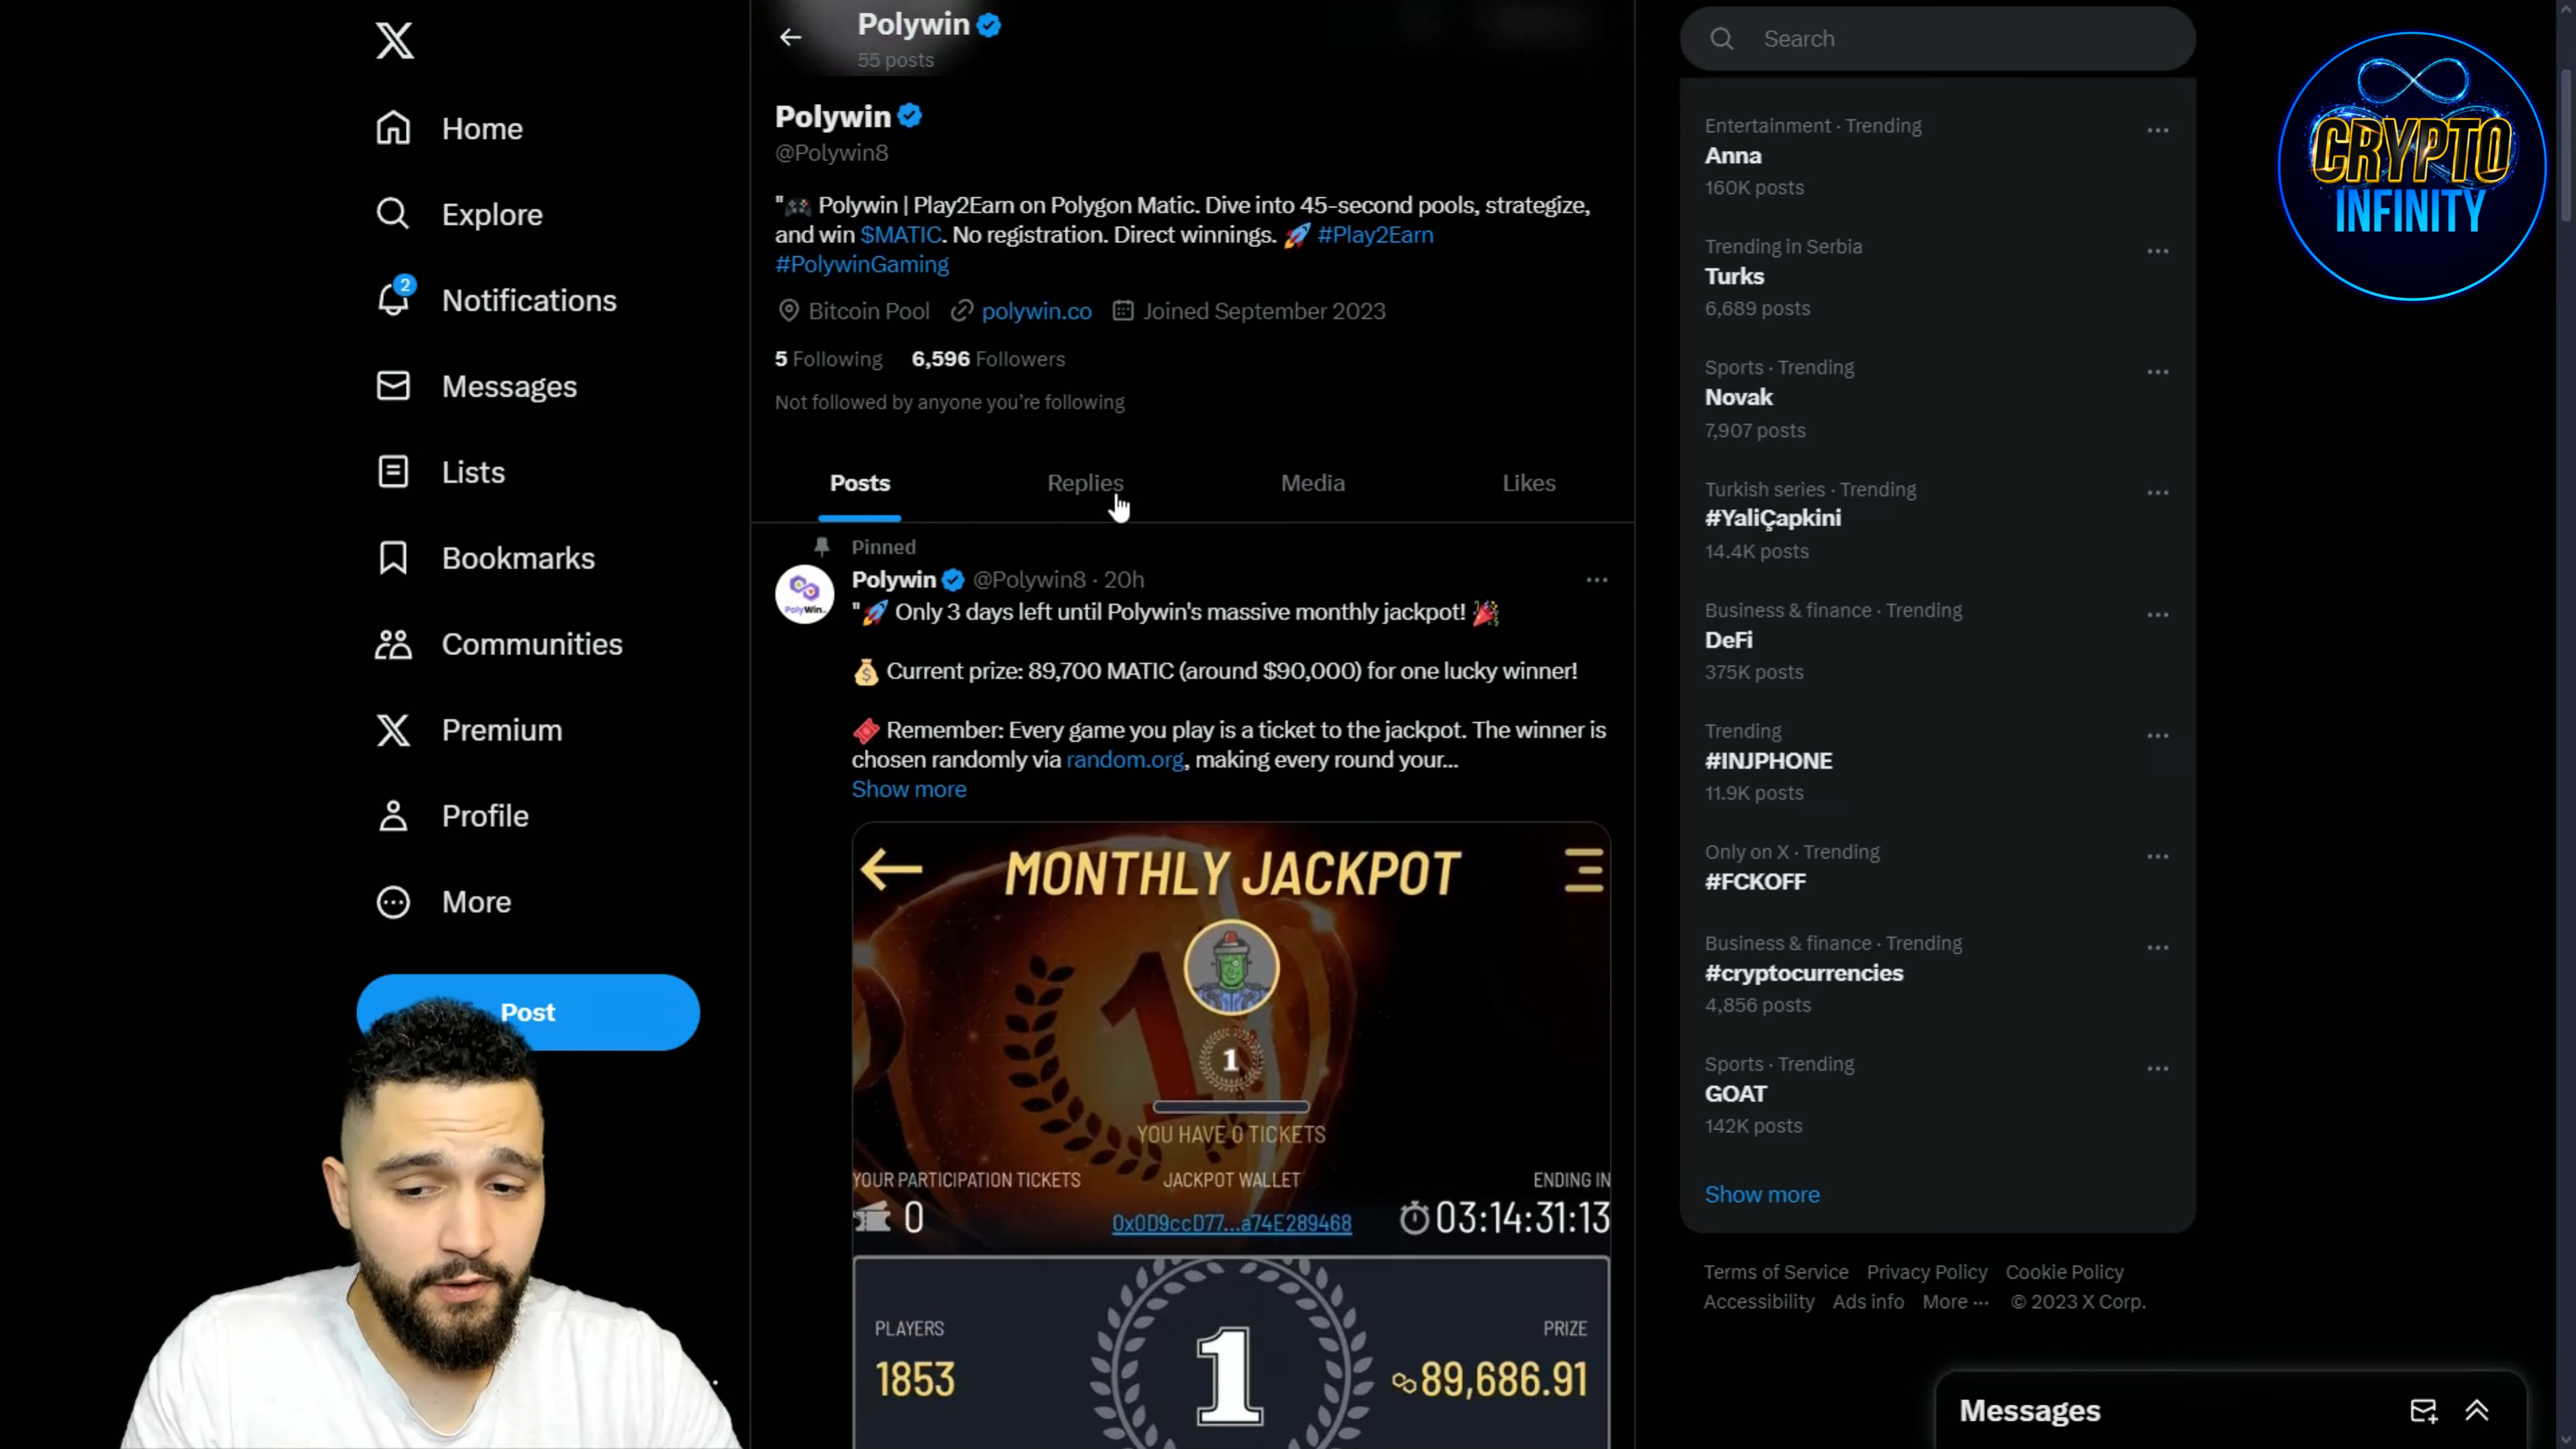 Home
Explore
2
Notifications
Messages
Lists
Bookmarks
Communities
Premium
Profile
More
Post
Polywin
55 posts
Polywin
@Polywin8
"🎮 Polywin | Play2Earn on Polygon Matic. Dive into 45-second pools, strategize,
and win $MATIC. No registration. Direct winnings. 🚀 #Play2Earn
#PolywinGaming
Bitcoin Pool polywin.co Joined September 2023
5 Following 6,596 Followers
Not followed by anyone you're following
Posts Replies Media Likes
Pinned
Polywin @Polywin8 · 20h
"🚀 Only 3 days left until Polywin's massive monthly jackpot! 🎉
💰 Current prize: 89,700 MATIC (around $90,000) for one lucky winner!
🎟️ Remember: Every game you play is a ticket to the jackpot. The winner is
chosen randomly via random.org, making every round your...
Show more
PolyWin..
MONTHLY JACKPOT
1
1
YOU HAVE 0 TICKETS
YOUR PARTICIPATION TICKETS JACKPOT WALLET ENDING IN
0 0x0D9ccD77...a74E289468 03:14:31:13
PLAYERS 1 PRIZE
1853 89,686.91
Search
Entertainment · Trending
Anna
160K posts
Trending in Serbia
Turks
6,689 posts
Sports · Trending
Novak
7,907 posts
Turkish series · Trending
#YaliÇapkini
14.4K posts
Business & finance · Trending
DeFi
375K posts
Trending
#INJPHONE
11.9K posts
Only on X · Trending
#FCKOFF
Business & finance · Trending
#cryptocurrencies
4,856 posts
Sports · Trending
GOAT
142K posts
Show more
Terms of Service Privacy Policy Cookie Policy
Accessibility Ads info More ··· © 2023 X Corp.
Messages
CRYPTO
INFINITY